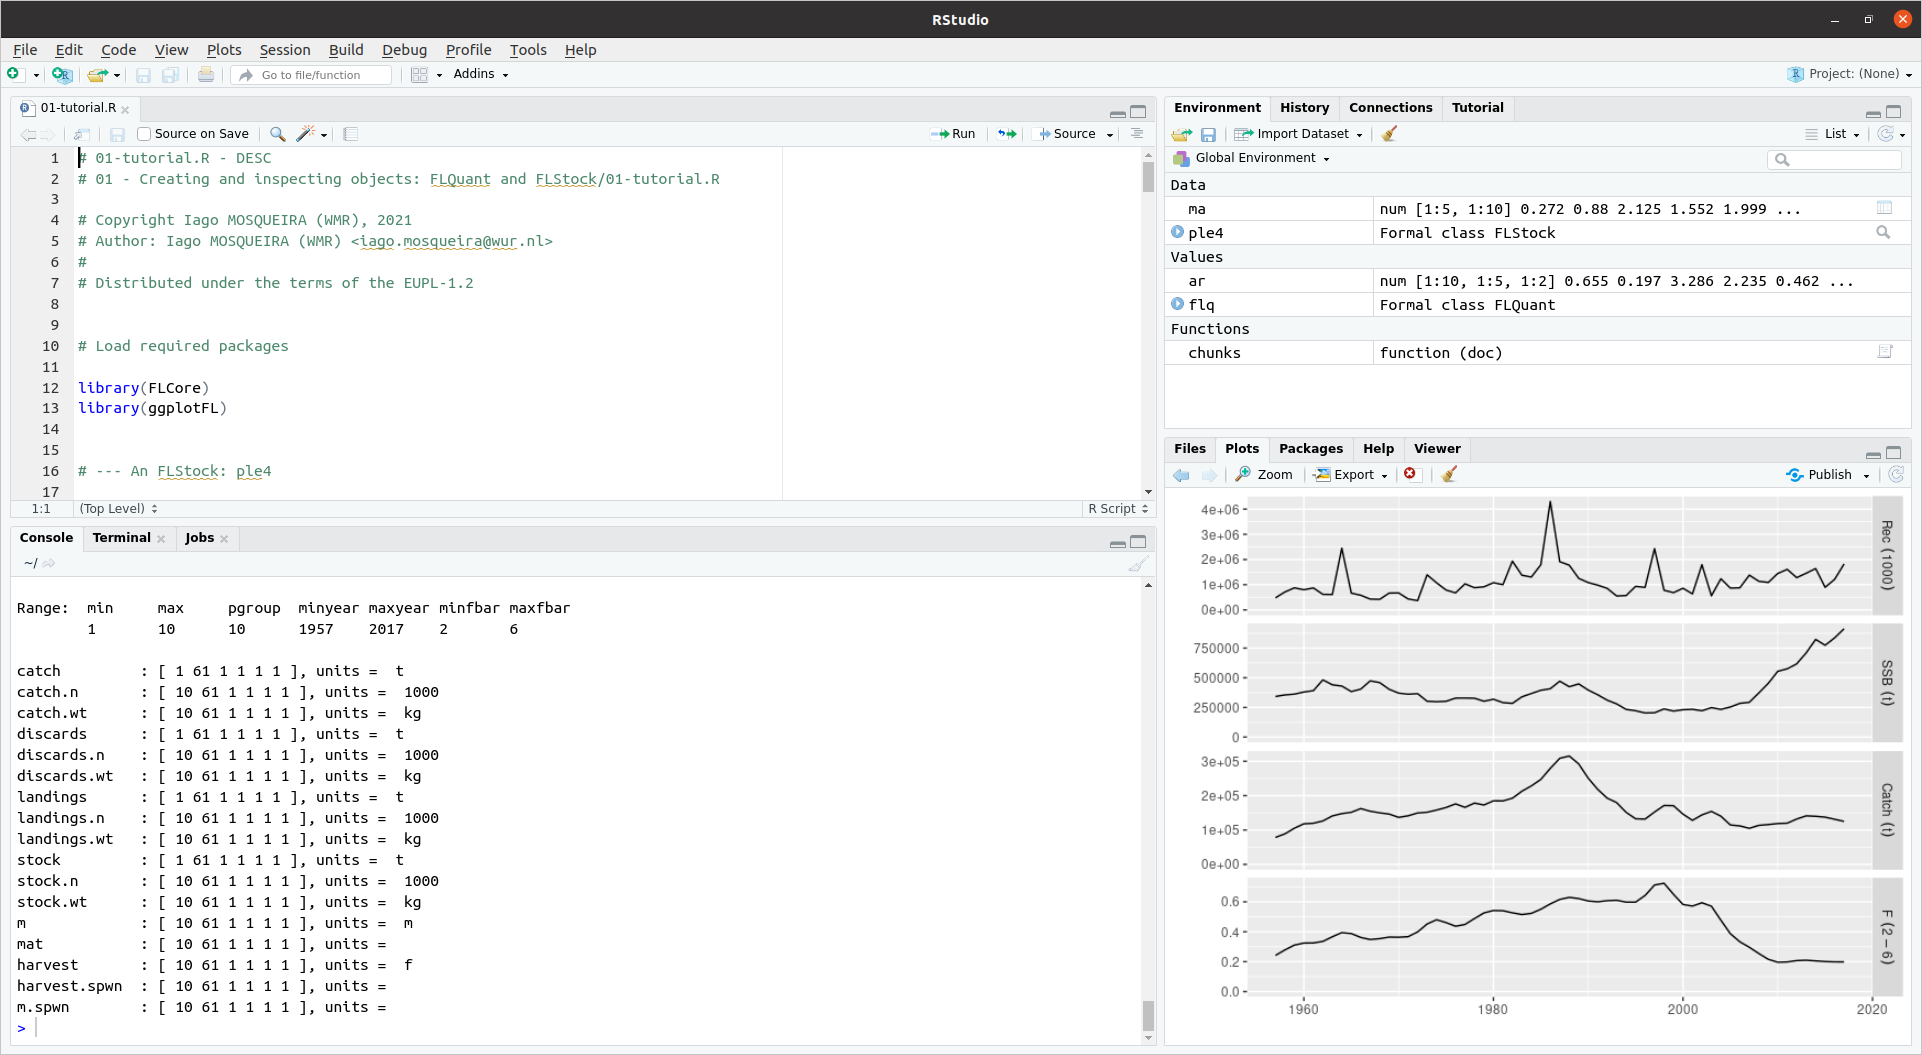 RStudio
File Edit Code View Plots Session Build Debug Profile Tools Help
Go to file/function Addins Project: (None)
01-tutorial.R
Source on Save Run Source
1 # 01-tutorial.R - DESC
2 # 01 - Creating and inspecting objects: FLQuant and FLStock/01-tutorial.R
3
4 # Copyright Iago MOSQUEIRA (WMR), 2021
5 # Author: Iago MOSQUEIRA (WMR) <iago.mosqueira@wur.nl>
6 #
7 # Distributed under the terms of the EUPL-1.2
8
9
10 # Load required packages
11
12 library(FLCore)
13 library(ggplotFL)
14
15
16 # --- An FLStock: ple4
17
1:1 (Top Level) R Script
Console Terminal Jobs
~/
Range: min max pgroup minyear maxyear minfbar maxfbar
1 10 10 1957 2017 2 6
catch : [ 1 61 1 1 1 1 ], units = t
catch.n : [ 10 61 1 1 1 1 ], units = 1000
catch.wt : [ 10 61 1 1 1 1 ], units = kg
discards : [ 1 61 1 1 1 1 ], units = t
discards.n : [ 10 61 1 1 1 1 ], units = 1000
discards.wt : [ 10 61 1 1 1 1 ], units = kg
landings : [ 1 61 1 1 1 1 ], units = t
landings.n : [ 10 61 1 1 1 1 ], units = 1000
landings.wt : [ 10 61 1 1 1 1 ], units = kg
stock : [ 1 61 1 1 1 1 ], units = t
stock.n : [ 10 61 1 1 1 1 ], units = 1000
stock.wt : [ 10 61 1 1 1 1 ], units = kg
m : [ 10 61 1 1 1 1 ], units = m
mat : [ 10 61 1 1 1 1 ], units =
harvest : [ 10 61 1 1 1 1 ], units = f
harvest.spwn : [ 10 61 1 1 1 1 ], units =
m.spwn : [ 10 61 1 1 1 1 ], units =
>
Environment History Connections Tutorial
Import Dataset List
Global Environment
Data
ma num [1:5, 1:10] 0.272 0.88 2.125 1.552 1.999 ...
ple4 Formal class FLStock
Values
ar num [1:10, 1:5, 1:2] 0.655 0.197 3.286 2.235 0.462 ...
flq Formal class FLQuant
Functions
chunks function (doc)
Files Plots Packages Help Viewer
Zoom Export Publish
4e+06
3e+06
2e+06
1e+06
0e+00
Rec (1000)
750000
500000
250000
0
SSB (t)
3e+05
2e+05
1e+05
0e+00
Catch (t)
0.6
0.4
0.2
0.0
F (2 – 6)
1960 1980 2000 2020